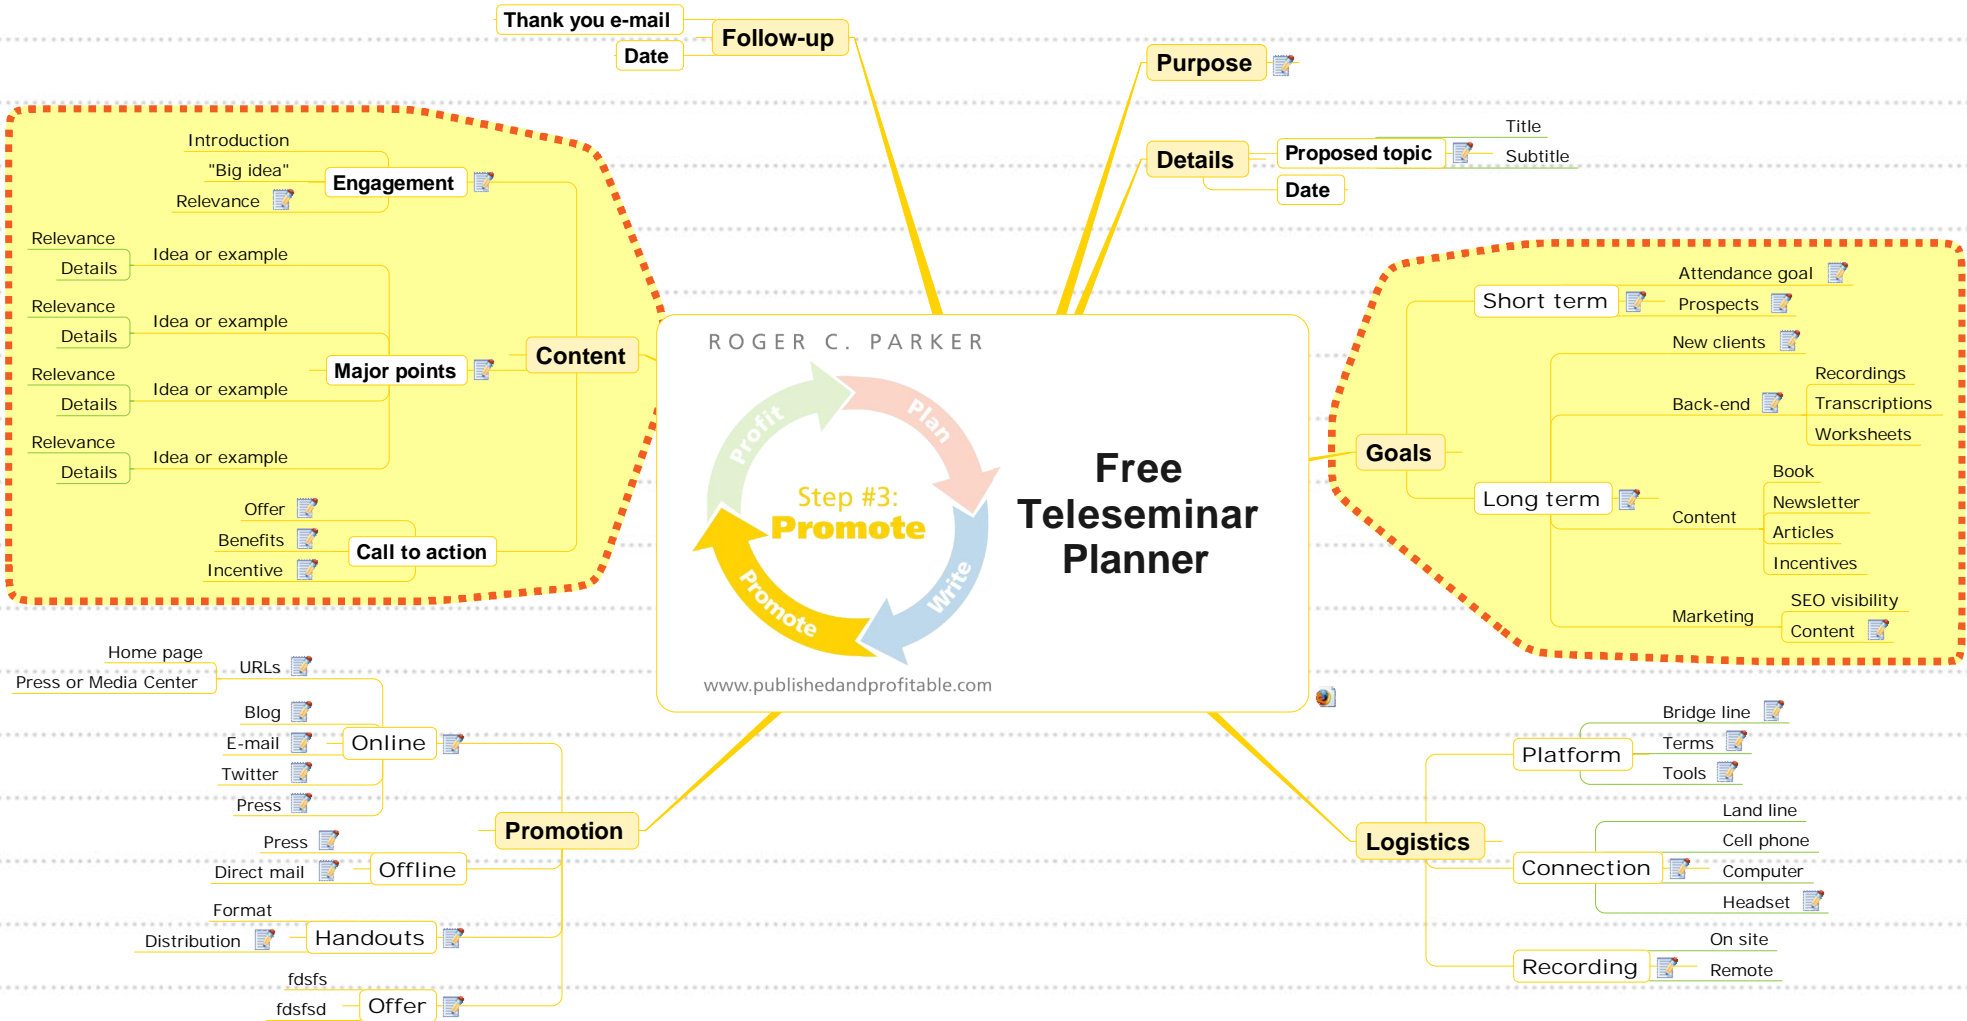 Thank you e-mail
Date
Follow-up
Purpose
Details
Proposed topic
Title
Subtitle
Date
Introduction
"Big idea"
Relevance
Engagement
Relevance
Details
Idea or example
Relevance
Details
Idea or example
Relevance
Details
Idea or example
Relevance
Details
Idea or example
Major points
Content
Offer
Benefits
Incentive
Call to action
ROGER C. PARKER
Profit
Plan
Write
Promote
Step #3:
Promote
www.publishedandprofitable.com
Free
Teleseminar
Planner
Goals
Short term
Attendance goal
Prospects
Long term
New clients
Back-end
Recordings
Transcriptions
Worksheets
Content
Book
Newsletter
Articles
Incentives
Marketing
SEO visibility
Content
Home page
Press or Media Center
URLs
Blog
E-mail
Twitter
Press
Online
Promotion
Press
Direct mail
Offline
Format
Distribution
Handouts
fdsfs
fdsfsd
Offer
Logistics
Platform
Bridge line
Terms
Tools
Connection
Land line
Cell phone
Computer
Headset
Recording
On site
Remote